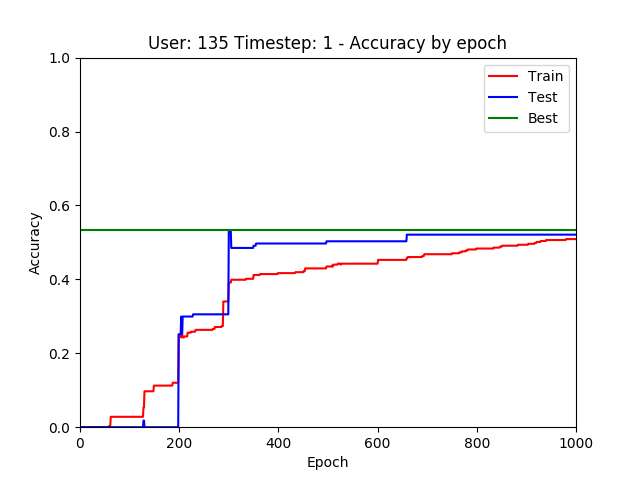 User: 135 Timestep: 1 - Accuracy by epoch
1.0
0.8
0.6
0.4
0.2
0.0
Accuracy
Train
Test
Best
0 200 400 600 800 1000
Epoch